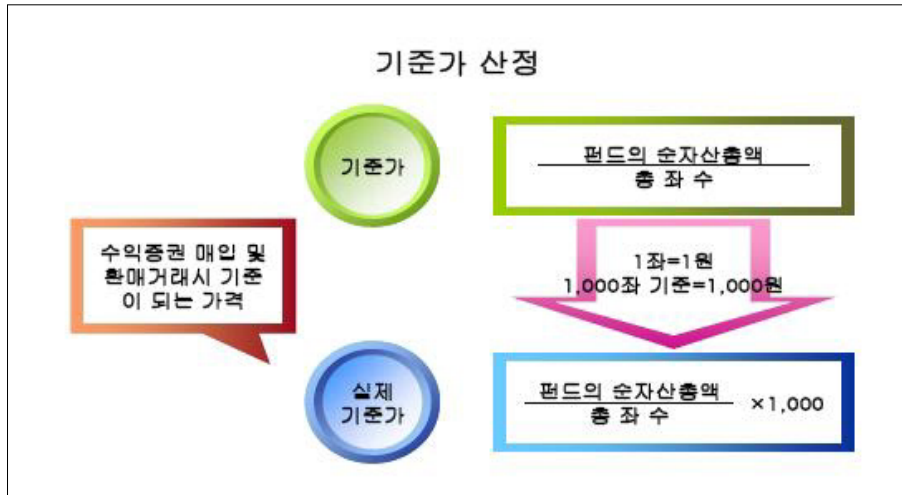 기준가 산정
기준가
펀드의 순자산총액
총 좌 수
수익증권 매입 및
환매거래시 기준
이 되는 가격
1좌=1원
1,000좌 기준=1,000원
실제
기준가
펀드의 순자산총액
총 좌 수
×1,000